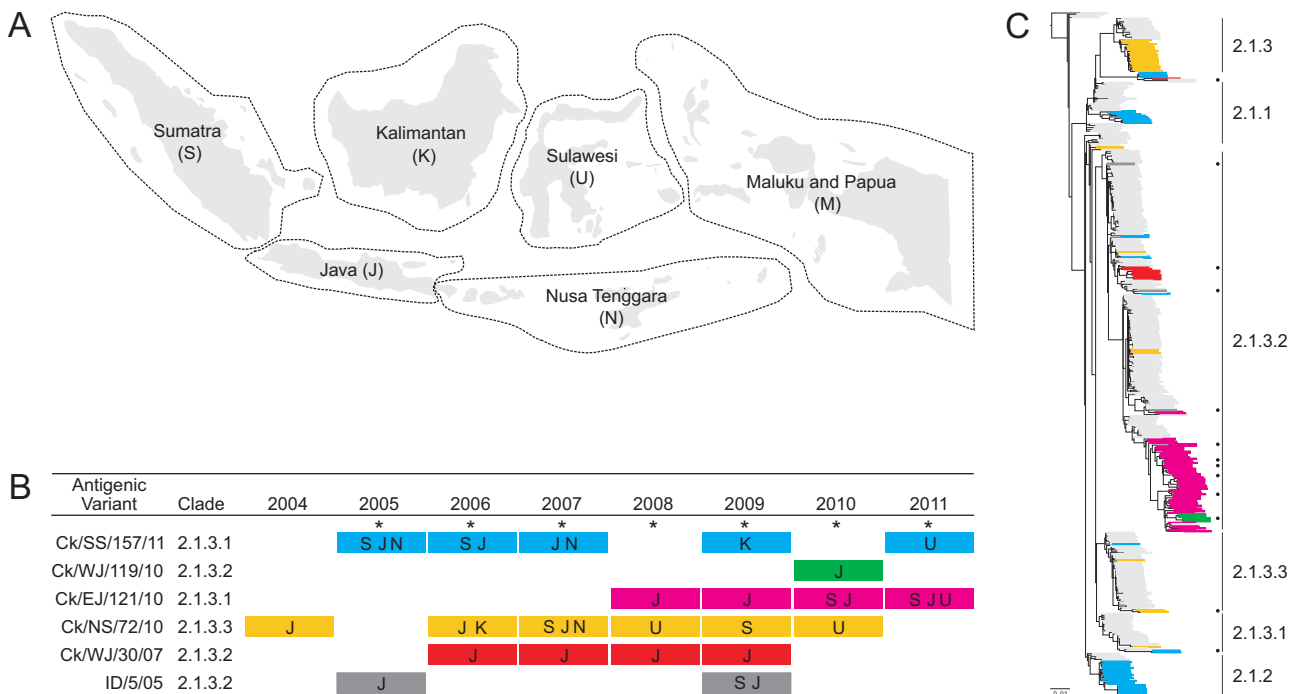 A
Sumatra
(S)
Kalimantan
(K)
Sulawesi
(U)
Maluku and Papua
(M)
Java (J)
Nusa Tenggara
(N)
B
Antigenic
Variant Clade 2004 2005 2006 2007 2008 2009 2010 2011
* * * * * * *
Ck/SS/157/11 2.1.3.1 S J N S J J N K U
Ck/WJ/119/10 2.1.3.2 J
Ck/EJ/121/10 2.1.3.1 J J S J S J U
Ck/NS/72/10 2.1.3.3 J J K S J N U S U
Ck/WJ/30/07 2.1.3.2 J J J J
ID/5/05 2.1.3.2 J S J
C
2.1.3
2.1.1
2.1.3.2
2.1.3.3
2.1.3.1
2.1.2
0.01